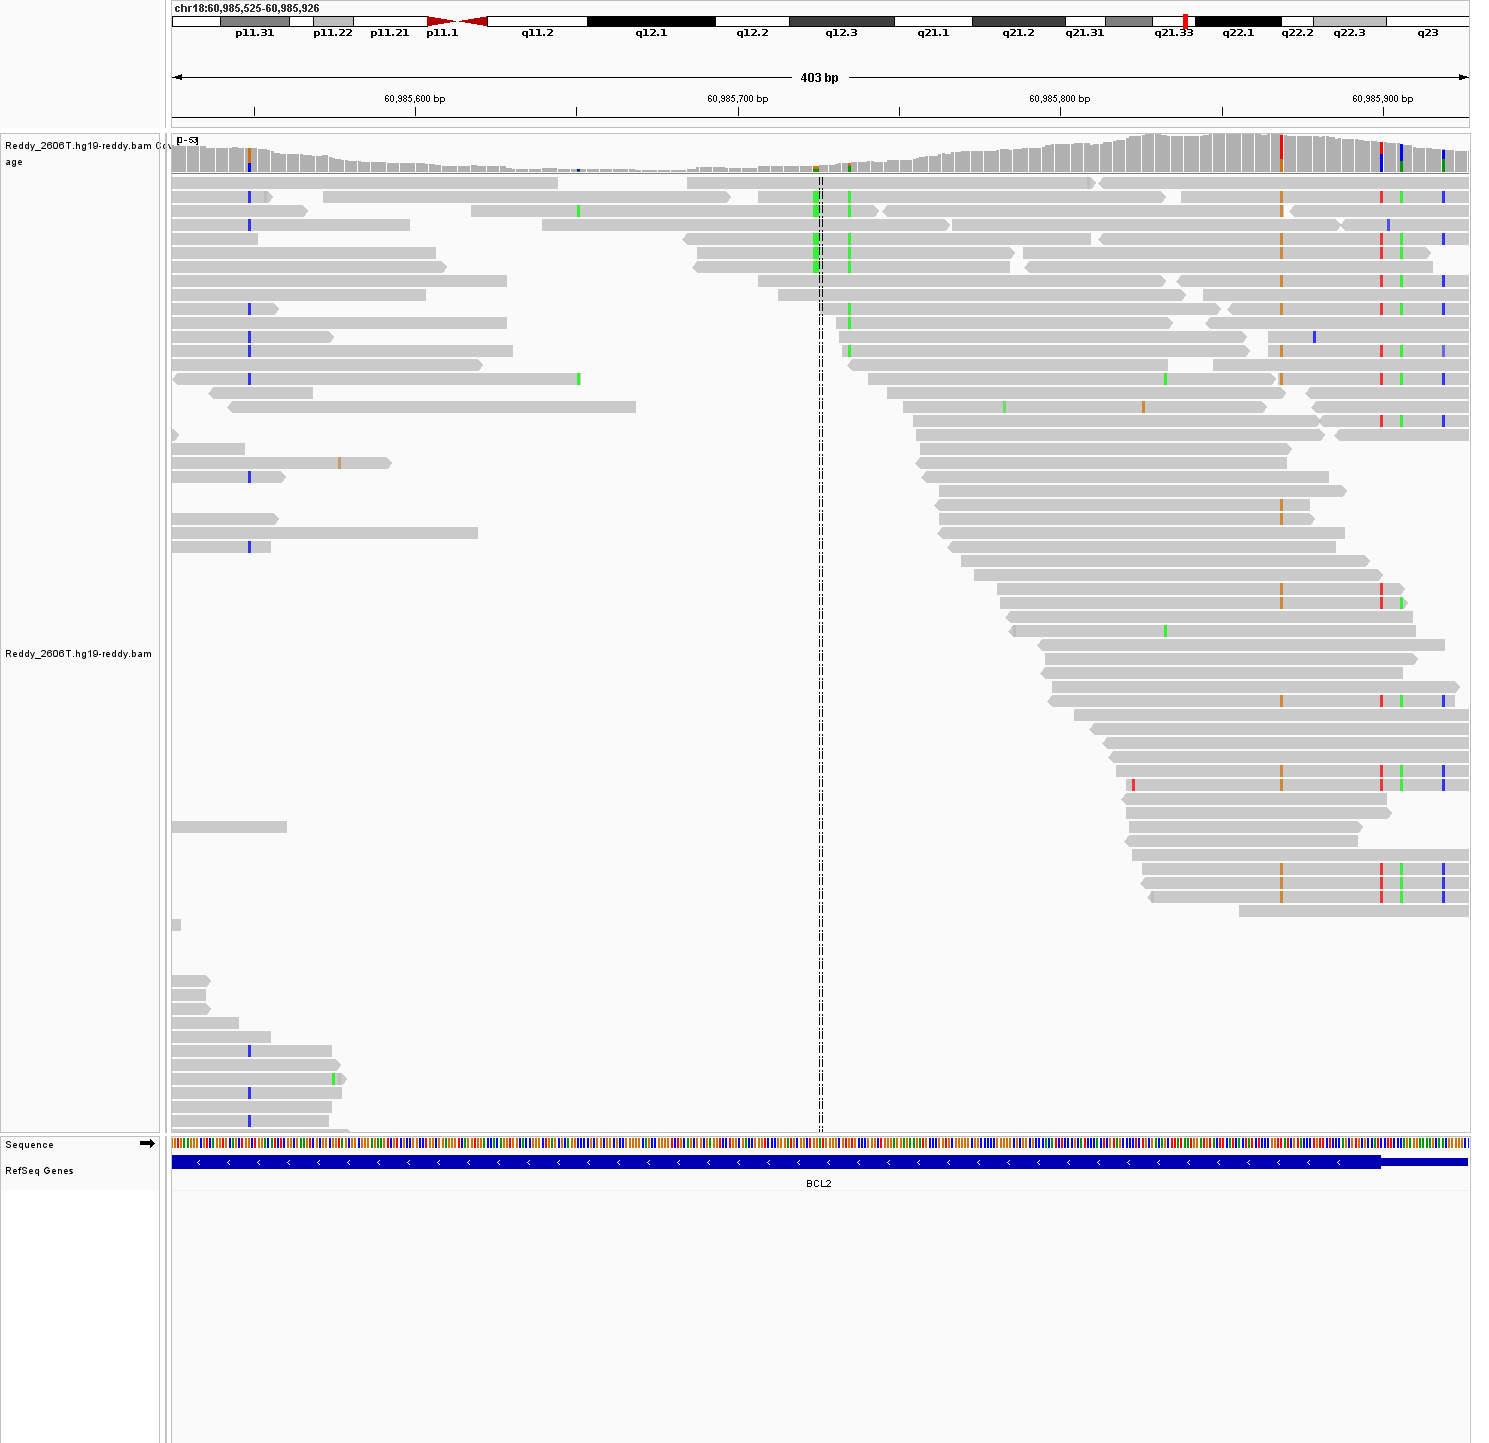 chr18:60,985,525-60,985,926
p11.31 p11.22 p11.21 p11.1 q11.2 q12.1 q12.2 q12.3 q21.1 q21.2 q21.31 q21.33 q22.1 q22.2 q22.3 q23
403 bp
60,985,600 bp 60,985,700 bp 60,985,800 bp 60,985,900 bp
[0 - 53]
Reddy_2606T.hg19-reddy.bam Cov
age
Reddy_2606T.hg19-reddy.bam
Sequence
RefSeq Genes
BCL2